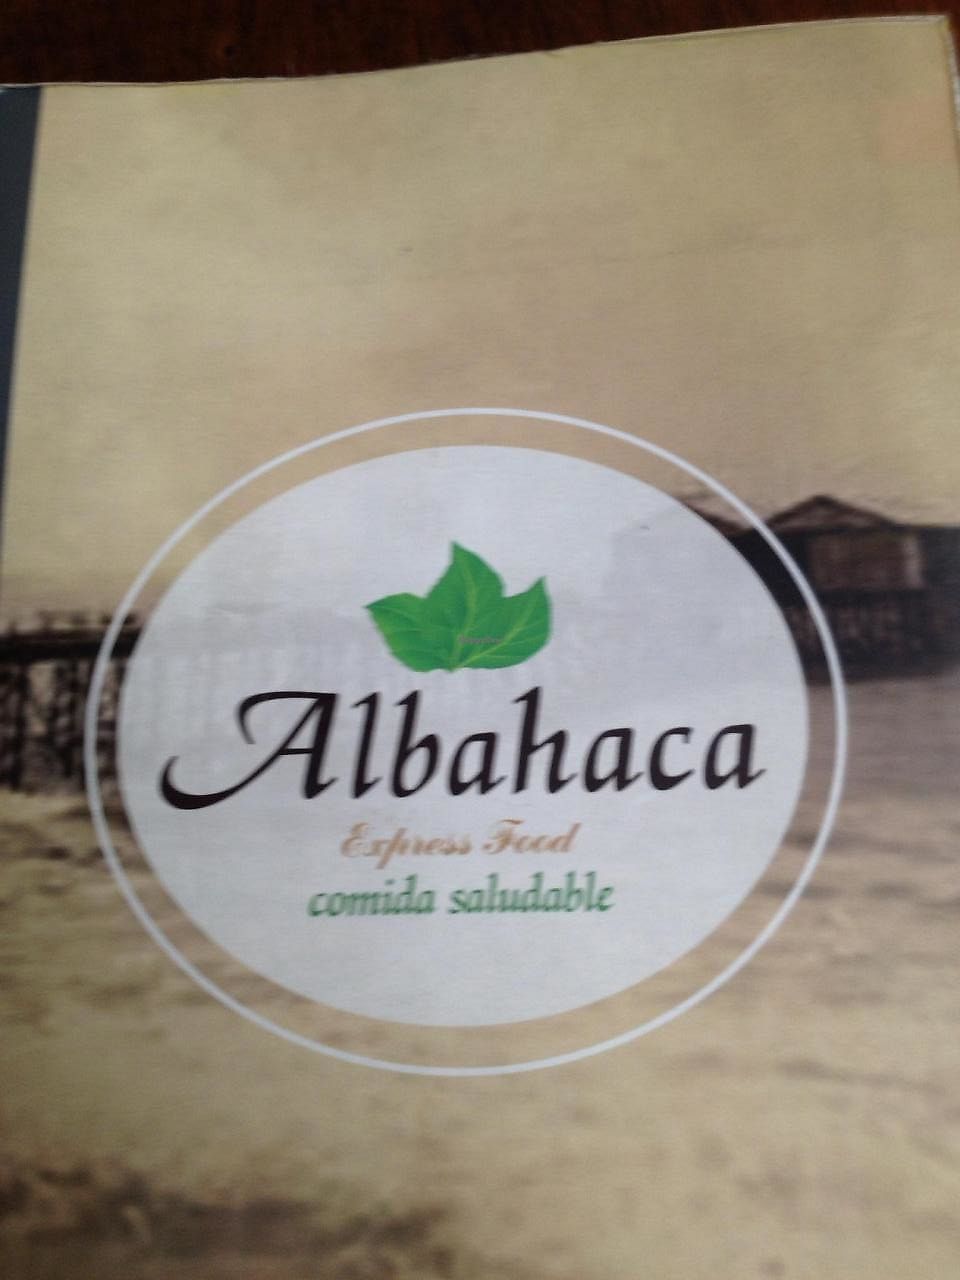 Albahaca
Express Food
comida saludable